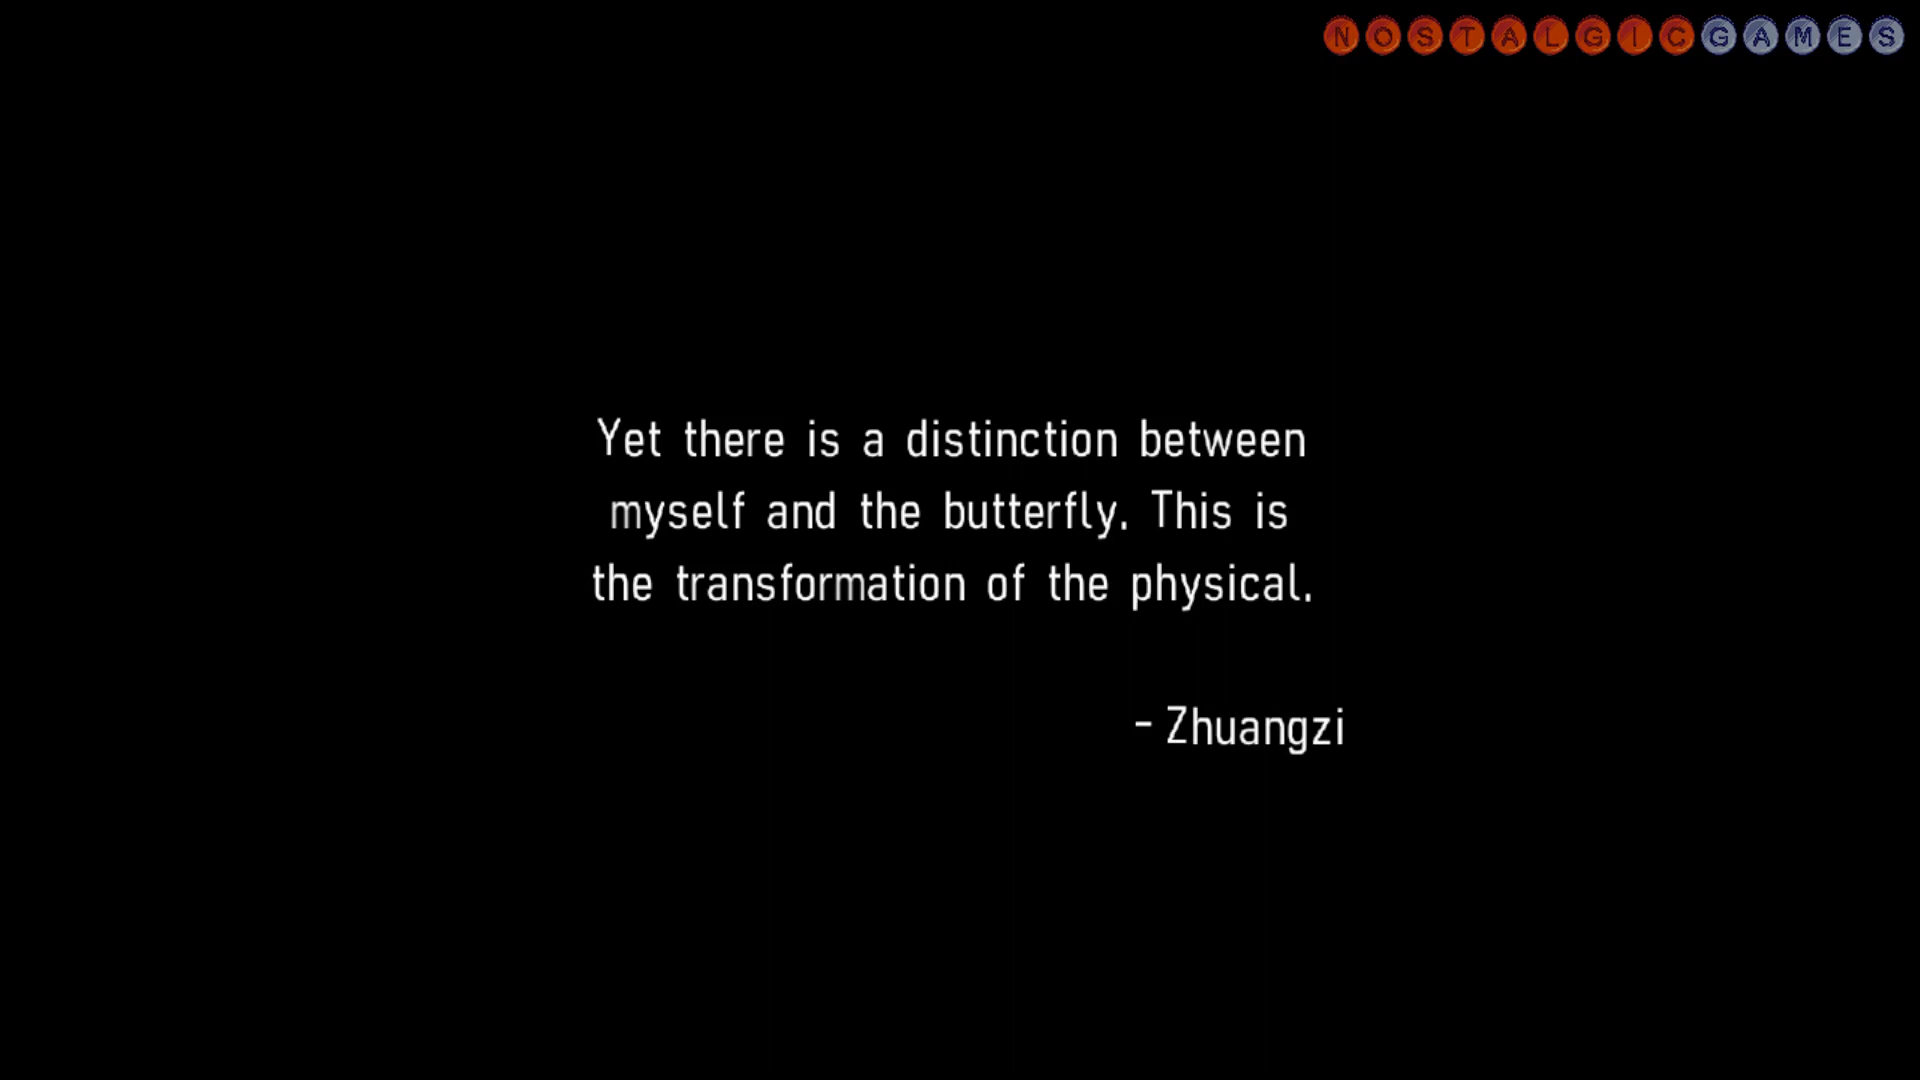 NOSTALGICGAMES
Yet there is a distinction between
myself and the butterfly. This is
the transformation of the physical.
- Zhuangzi